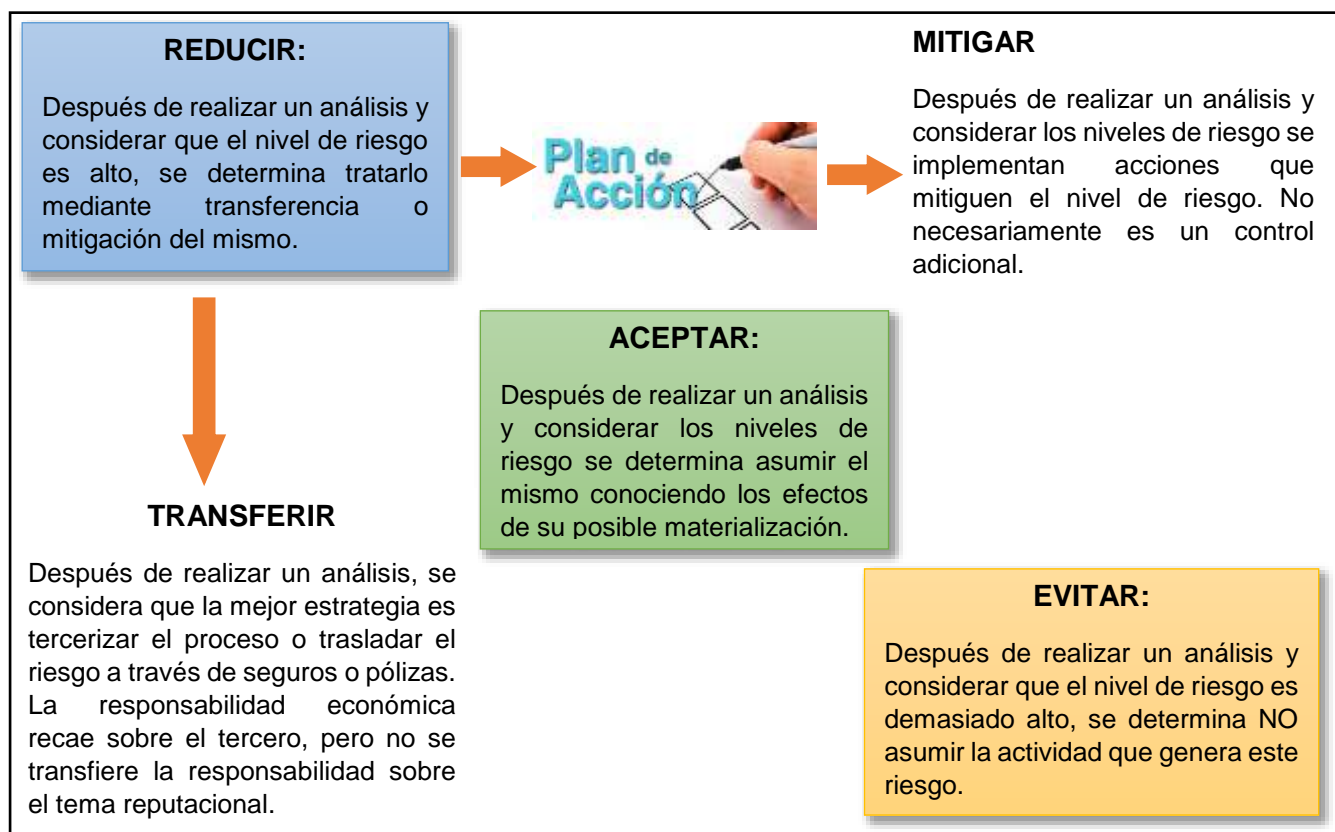 REDUCIR:
Después de realizar un análisis y
considerar que el nivel de riesgo
es alto, se determina tratarlo
mediante transferencia o
mitigación del mismo.
Plan de
Acción
MITIGAR
Después de realizar un análisis y
considerar los niveles de riesgo se
implementan acciones que
mitiguen el nivel de riesgo. No
necesariamente es un control
adicional.
ACEPTAR:
Después de realizar un análisis
y considerar los niveles de
riesgo se determina asumir el
mismo conociendo los efectos
de su posible materialización.
TRANSFERIR
Después de realizar un análisis, se
considera que la mejor estrategia es
tercerizar el proceso o trasladar el
riesgo a través de seguros o pólizas.
La responsabilidad económica
recae sobre el tercero, pero no se
transfiere la responsabilidad sobre
el tema reputacional.
EVITAR:
Después de realizar un análisis y
considerar que el nivel de riesgo es
demasiado alto, se determina NO
asumir la actividad que genera este
riesgo.